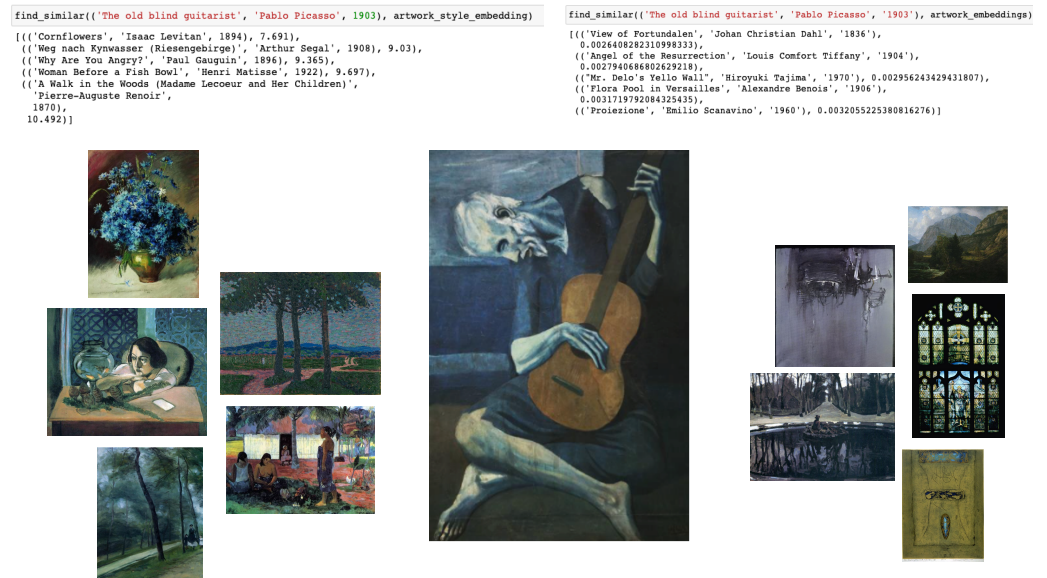 find_similar(('The old blind guitarist', 'Pablo Picasso', 1903), artwork_style_embedding)
[(('Cornflowers', 'Isaac Levitan', 1894), 7.691),
(('Weg nach Kynwasser (Riesengebirge)', 'Arthur Segal', 1908), 9.03),
(('Why Are You Angry?', 'Paul Gauguin', 1896), 9.365),
(('Woman Before a Fish Bowl', 'Henri Matisse', 1922), 9.697),
(('A Walk in the Woods (Madame Lecoeur and Her Children)',
'Pierre-Auguste Renoir',
1870),
10.492)]
find_similar(('The old blind guitarist', 'Pablo Picasso', '1903'), artwork_embeddings)
[(('View of Fortundalen', 'Johan Christian Dahl', '1836'),
0.0026408282310998333),
(('Angel of the Resurrection', 'Louis Comfort Tiffany', '1904'),
0.002794068680262921​8),
(("Mr. Delo's Yello Wall", 'Hiroyuki Tajima', '1970'), 0.002956243429431807),
(('Flora Pool in Versailles', 'Alexandre Benois', '1906'),
0.0031719792084325435),
(('Proiezione', 'Emilio Scanavino', '1960'), 0.0032055225380816276)]